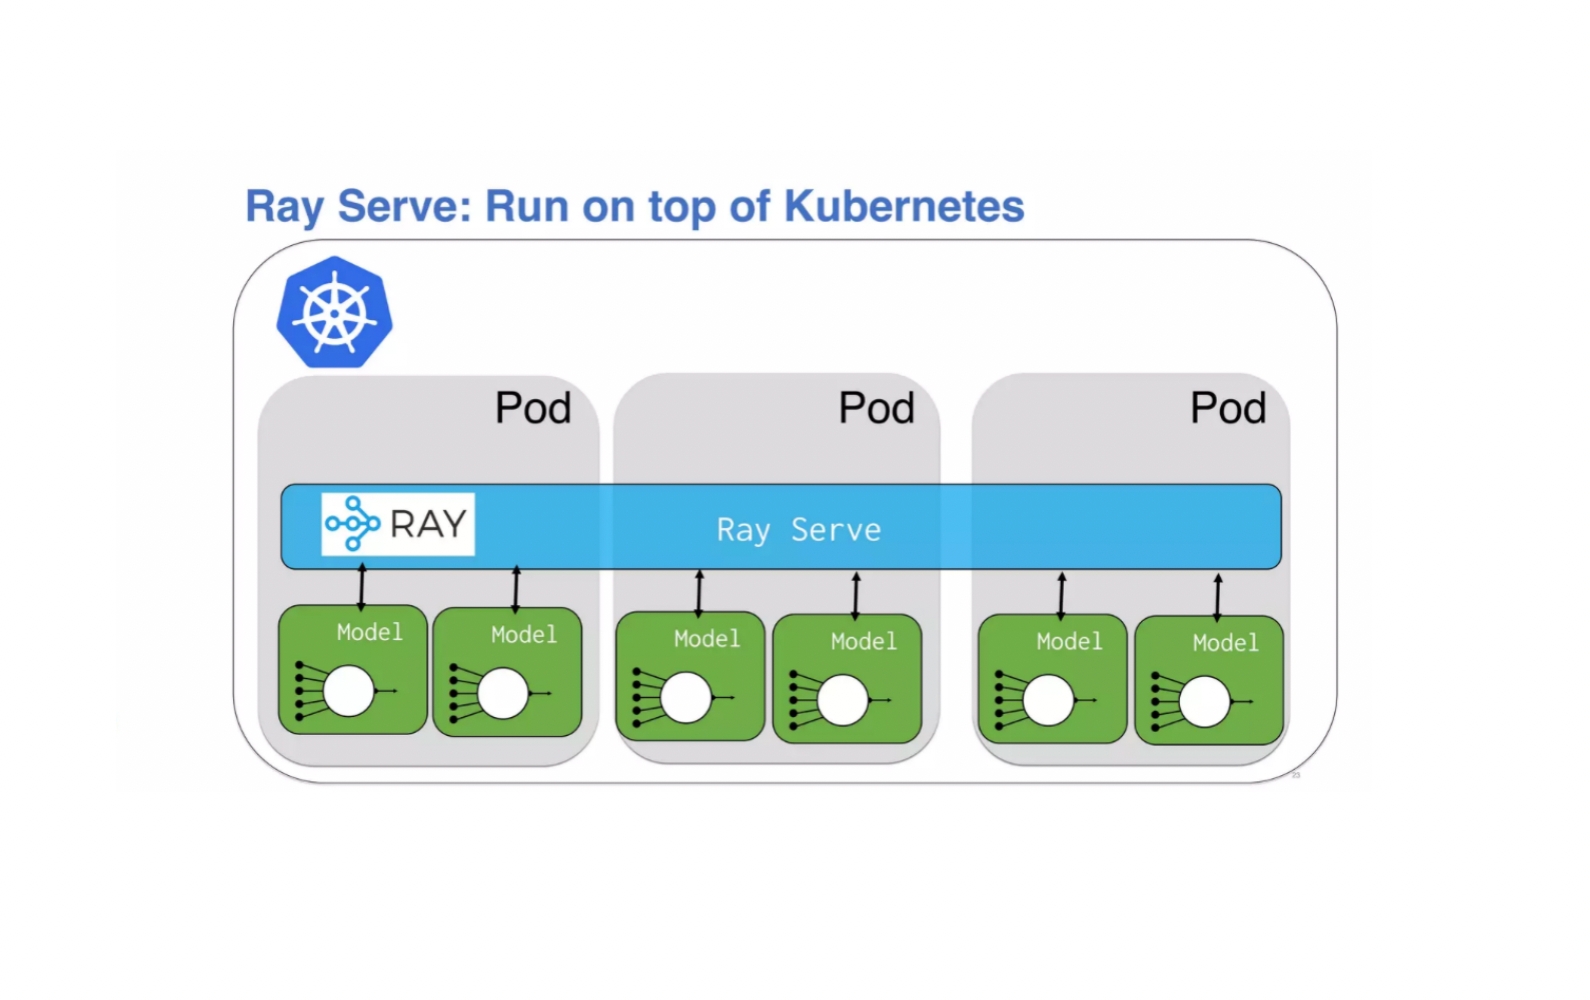 Ray Serve: Run on top of Kubernetes
Pod
Pod
Pod
RAY
Ray Serve
Model
Model
Model
Model
Model
Model
23